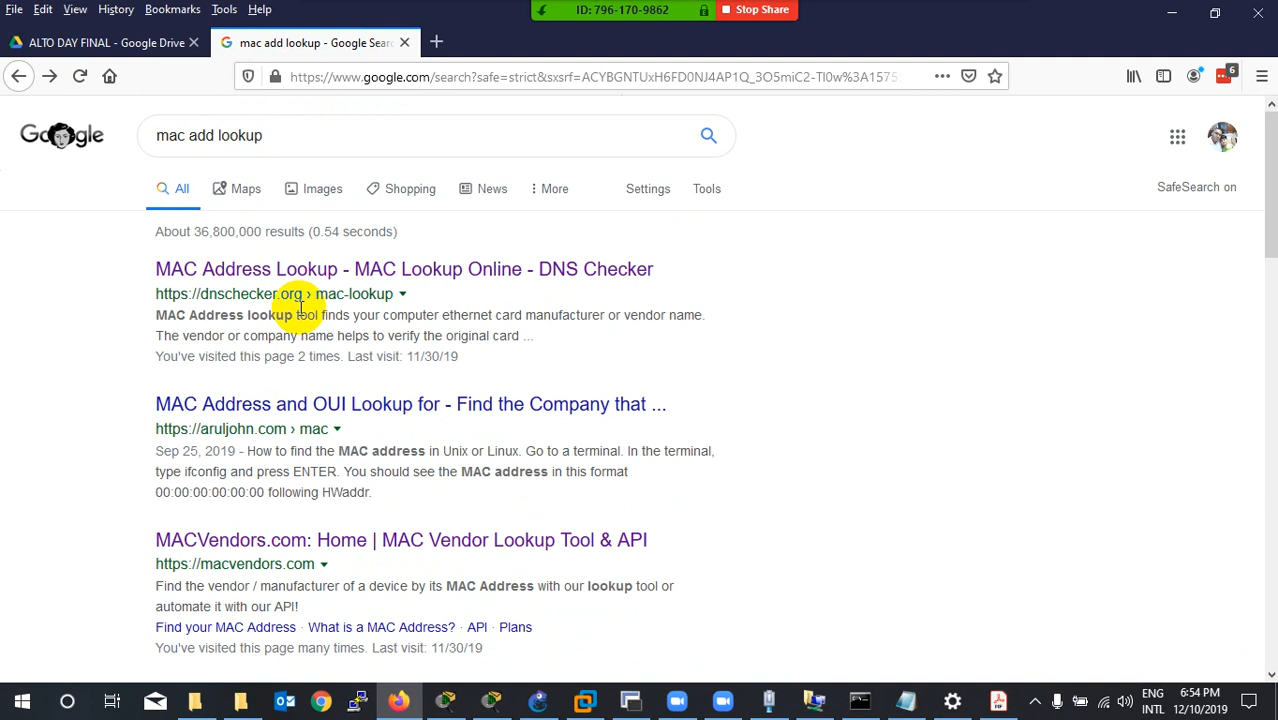 File Edit View History Bookmarks Tools Help
ID: 796-170-9862 Stop Share
ALTO DAY FINAL - Google Drive
mac add lookup - Google Sear
https://www.google.com/search?safe=strict&sxsrf=ACYBGNTUxH6FD0NJ4AP1Q_3O5miC2-Tl0w%3A1575
6
Google
mac add lookup
All Maps Images Shopping News More Settings Tools
SafeSearch on
About 36,800,000 results (0.54 seconds)
MAC Address Lookup - MAC Lookup Online - DNS Checker
https://dnschecker.org › mac-lookup
MAC Address lookup tool finds your computer ethernet card manufacturer or vendor name.
The vendor or company name helps to verify the original card ...
You've visited this page 2 times. Last visit: 11/30/19
MAC Address and OUI Lookup for - Find the Company that ...
https://aruljohn.com › mac
Sep 25, 2019 - How to find the MAC address in Unix or Linux. Go to a terminal. In the terminal,
type ifconfig and press ENTER. You should see the MAC address in this format
00:00:00:00:00:00 following HWaddr.
MACVendors.com: Home | MAC Vendor Lookup Tool & API
https://macvendors.com
Find the vendor / manufacturer of a device by its MAC Address with our lookup tool or
automate it with our API!
Find your MAC Address · What is a MAC Address? · API · Plans
You've visited this page many times. Last visit: 11/30/19
ENG
INTL
6:54 PM
12/10/2019